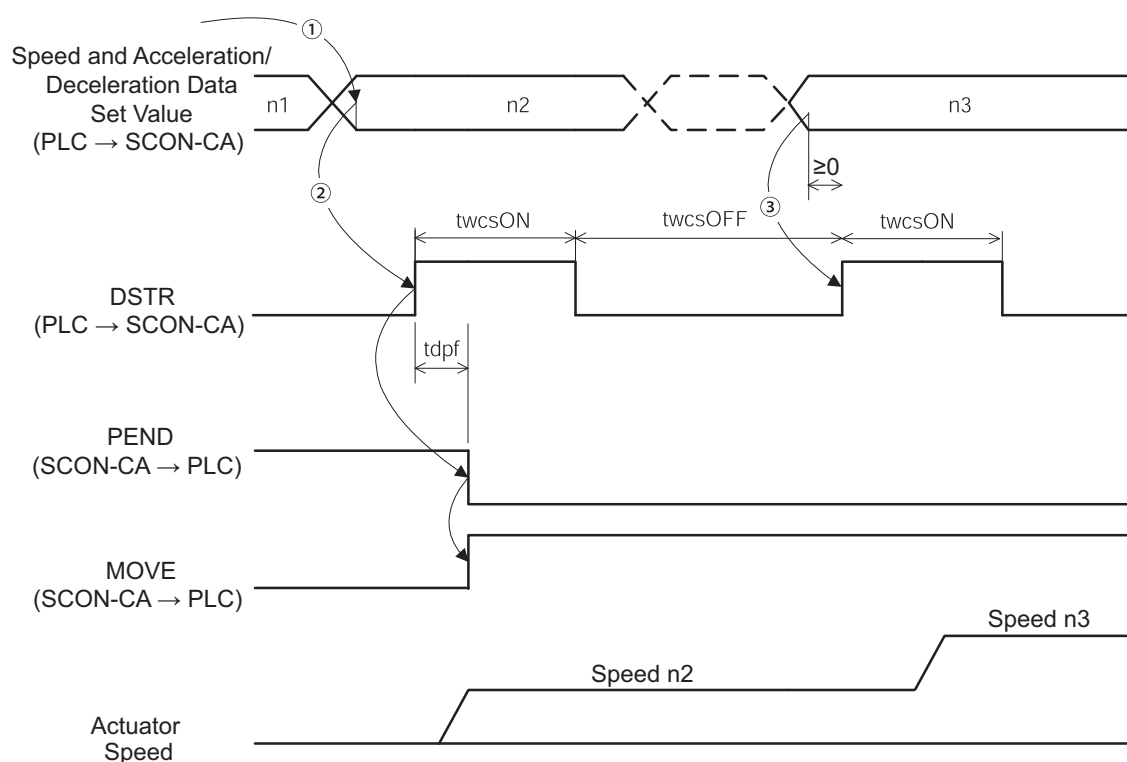 ①
Speed and Acceleration/
Deceleration Data
Set Value
(PLC → SCON-CA)
n1
n2
n3
≥0
②
③
twcsON
twcsOFF
twcsON
DSTR
(PLC → SCON-CA)
tdpf
PEND
(SCON-CA → PLC)
MOVE
(SCON-CA → PLC)
Speed n3
Speed n2
Actuator
Speed